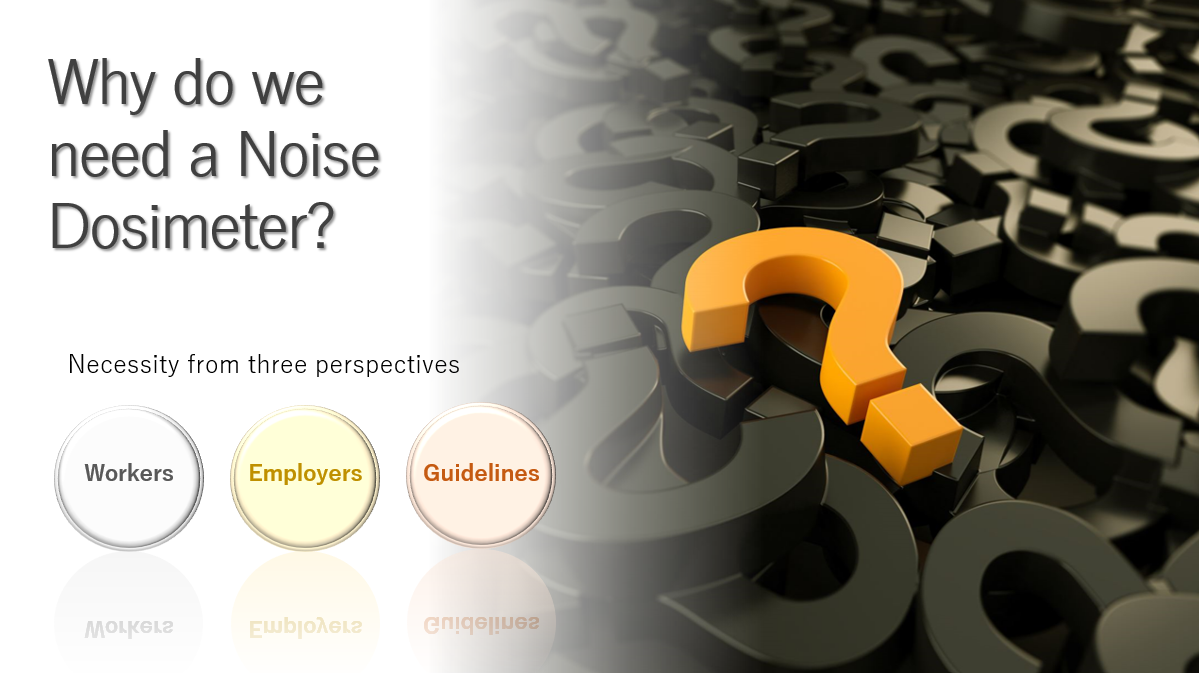 Why do we
need a Noise
Dosimeter?
Necessity from three perspectives
Workers
Employers
Guidelines